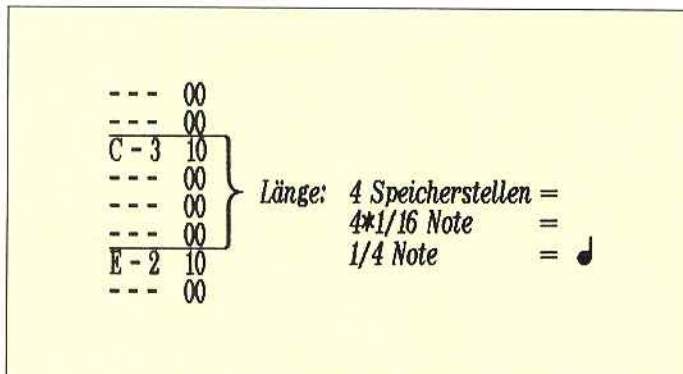 - - - 00
- - - 00
C - 3 10
- - - 00
- - - 00 Länge: 4 Speicherstellen =
- - - 00 4*1/16 Note =
E - 2 10 1/4 Note = ♩
- - - 00